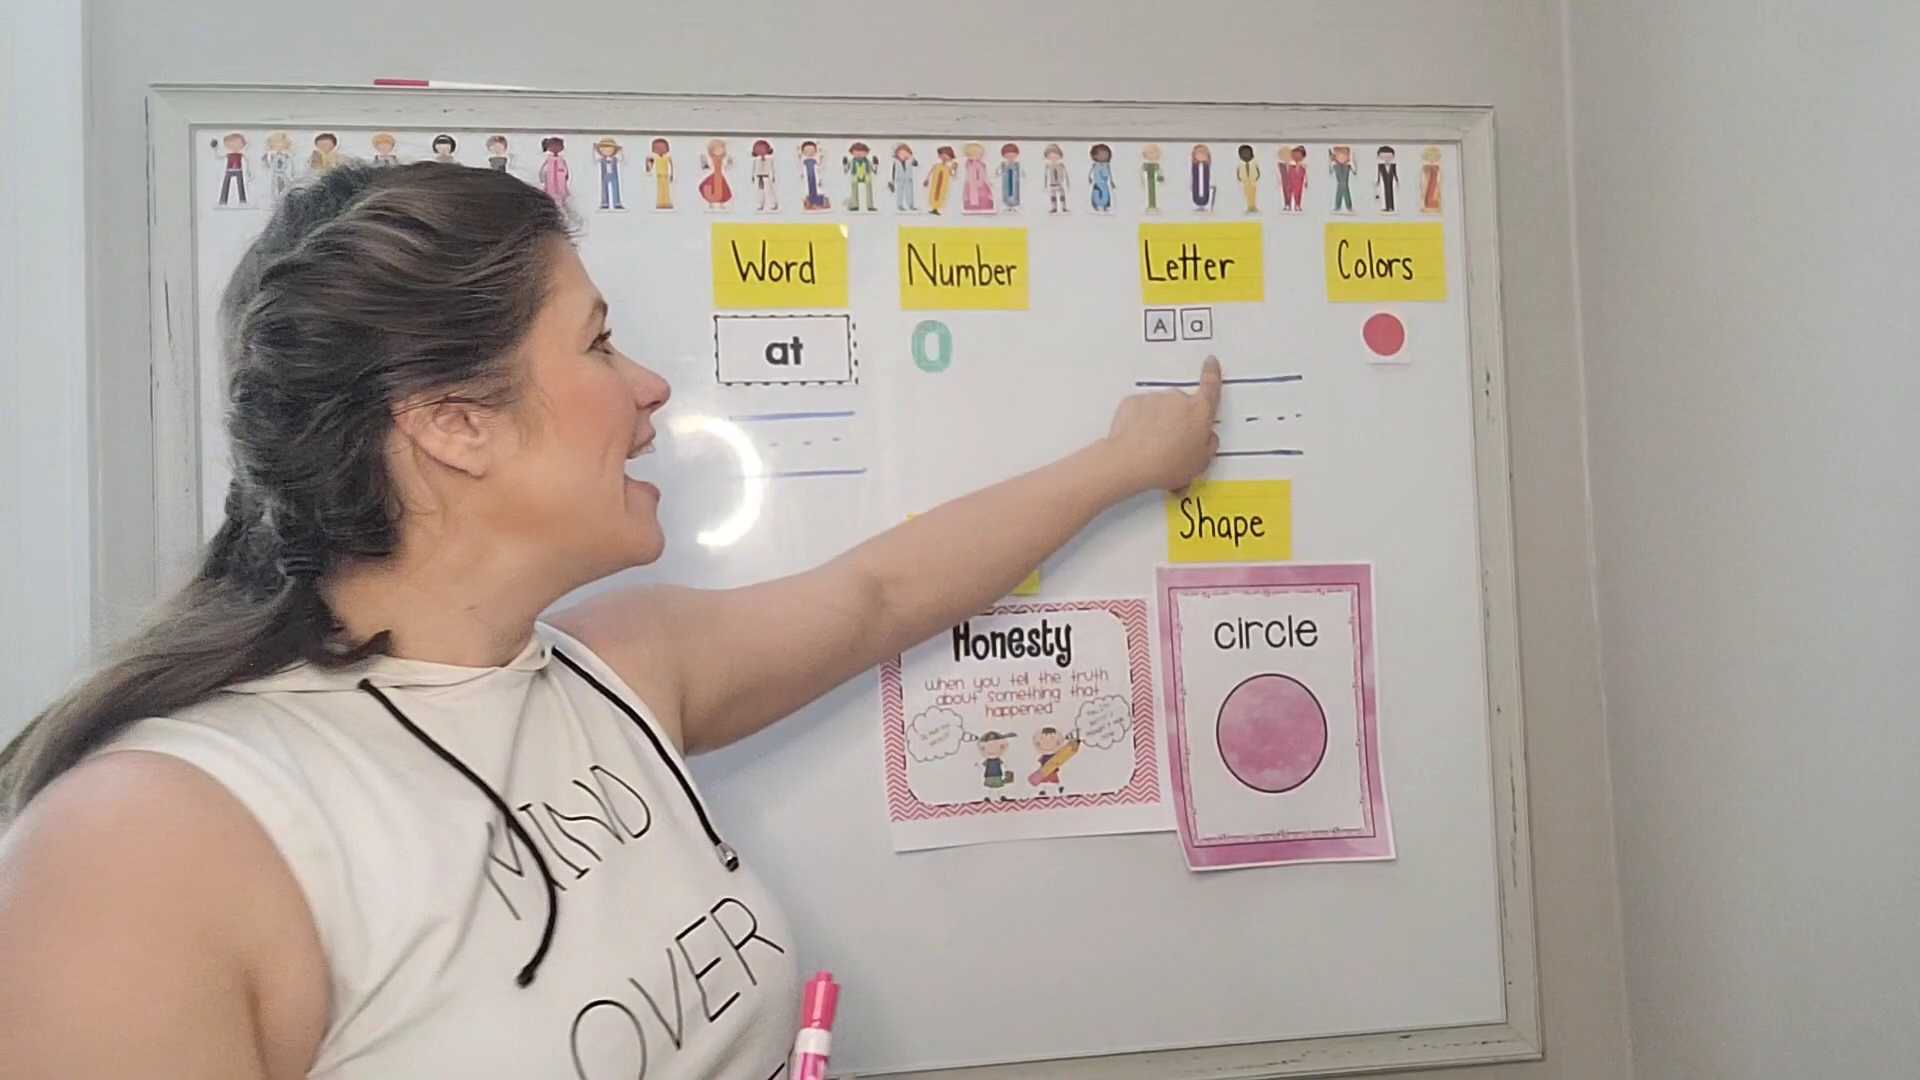 Word
Number
Letter
Colors
at
0
A a
Shape
Honesty
when you tell the truth
about something that
happened
circle
MIND
OVER